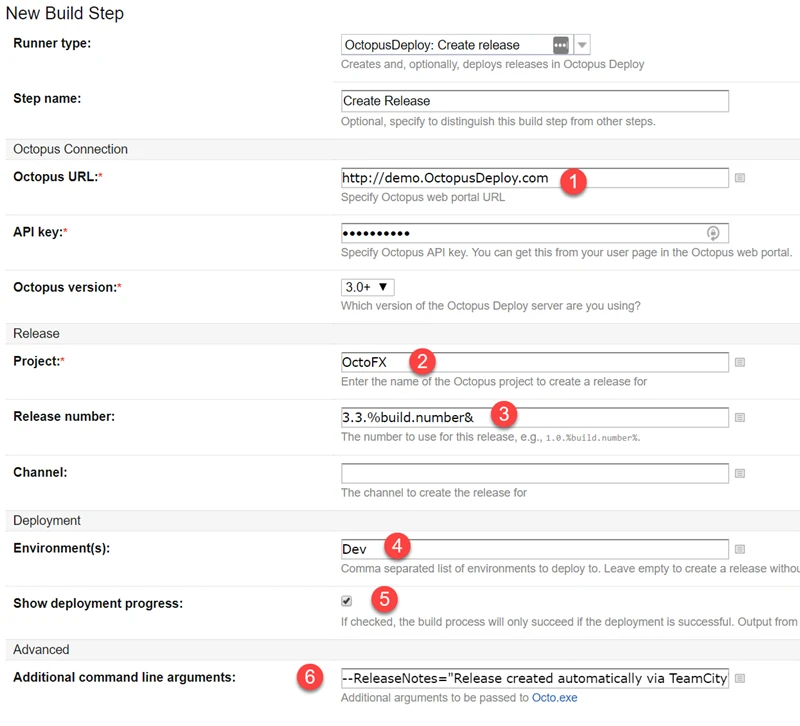 New Build Step
Runner type:
OctopusDeploy: Create release
Creates and, optionally, deploys releases in Octopus Deploy
Step name:
Create Release
Optional, specify to distinguish this build step from other steps.
Octopus Connection
Octopus URL:*
http://demo.OctopusDeploy.com
1
Specify Octopus web portal URL
API key:*
••••••••••
Specify Octopus API key. You can get this from your user page in the Octopus web portal.
Octopus version:*
3.0+ ▼
Which version of the Octopus Deploy server are you using?
Release
Project:*
OctoFX
2
Enter the name of the Octopus project to create a release for
Release number:
3.3.%build.number&
3
The number to use for this release, e.g., 1.0.%build.number%.
Channel:
The channel to create the release for
Deployment
Environment(s):
Dev
4
Comma separated list of environments to deploy to. Leave empty to create a release withou
Show deployment progress:
5
If checked, the build process will only succeed if the deployment is successful. Output from
Advanced
Additional command line arguments:
6
--ReleaseNotes="Release created automatically via TeamCity
Additional arguments to be passed to Octo.exe